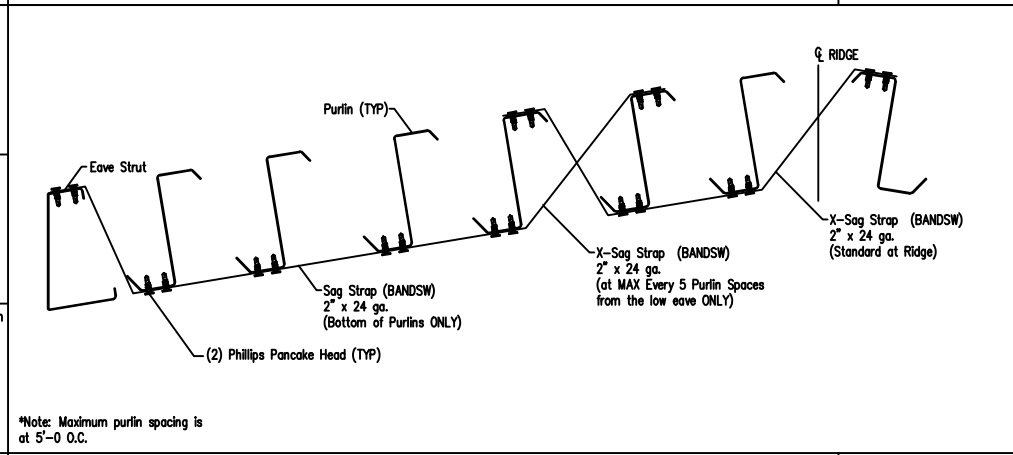 ℄ RIDGE
Purlin (TYP)
Eave Strut
X-Sag Strap (BANDSW)
2" x 24 ga.
(Standard at Ridge)
X-Sag Strap (BANDSW)
2" x 24 ga.
(at MAX Every 5 Purlin Spaces
from the low eave ONLY)
Sag Strap (BANDSW)
2" x 24 ga.
(Bottom of Purlins ONLY)
(2) Phillips Pancake Head (TYP)
*Note: Maximum purlin spacing is
at 5'-0 O.C.